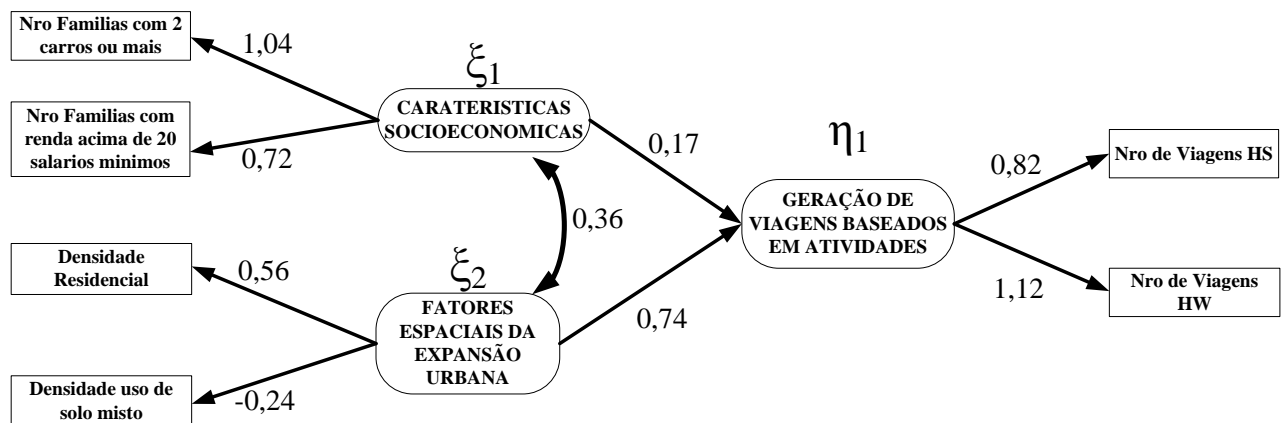 Nro Familias com 2
carros ou mais
1,04
ξ1
Nro Familias com
renda acima de 20
salarios minimos
0,72
CARATERISTICAS
SOCIOECONOMICAS
0,17
η1
0,82
Nro de Viagens HS
GERAÇÃO DE
VIAGENS BASEADOS
EM ATIVIDADES
0,36
Densidade
Residencial
0,56
ξ2
FATORES
ESPACIAIS DA
EXPANSÃO
URBANA
0,74
1,12
Nro de Viagens
HW
Densidade uso de
solo misto
-0,24